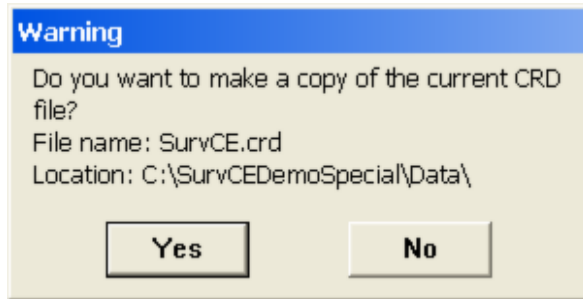 Warning
Do you want to make a copy of the current CRD
file?
File name: SurvCE.crd
Location: C:\SurvCEDemoSpecial\Data\
Yes
No